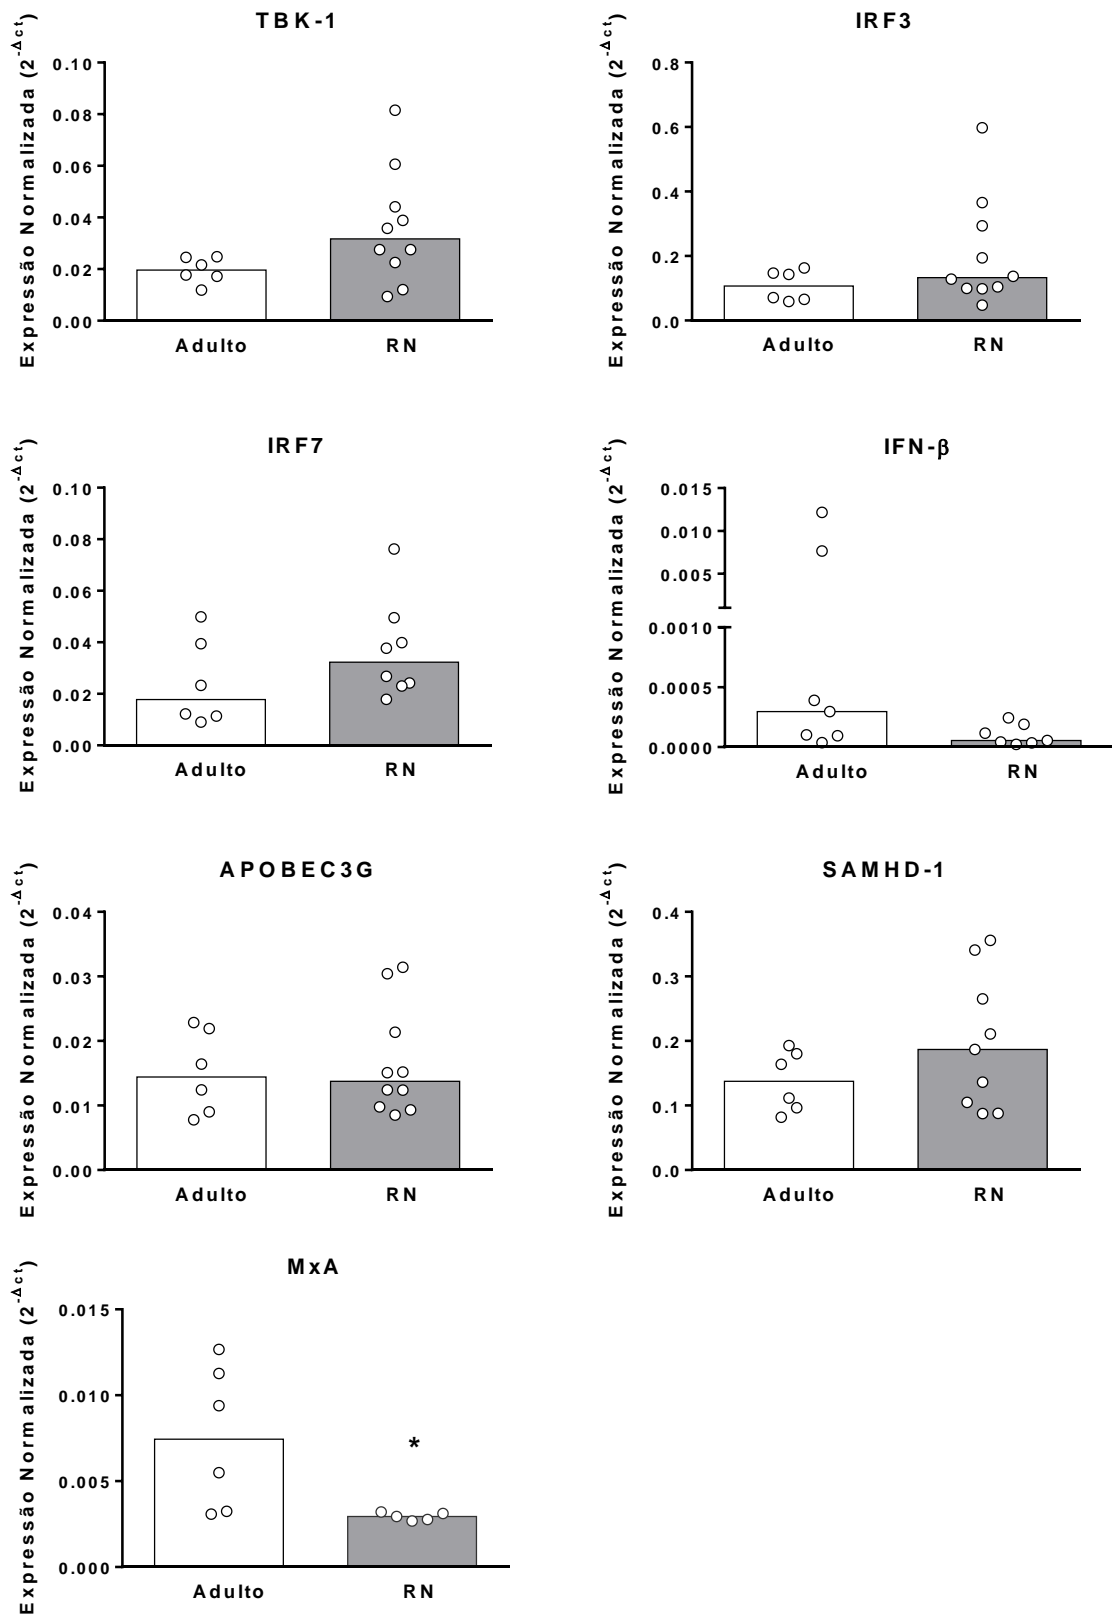 TBK-1
Expressão Normalizada (2^-Δct)
0.10
0.08
0.06
0.04
0.02
0.00
Adulto
RN
IRF3
Expressão Normalizada (2^-Δct)
0.8
0.6
0.4
0.2
0.0
Adulto
RN
IRF7
Expressão Normalizada (2^-Δct)
0.10
0.08
0.06
0.04
0.02
0.00
Adulto
RN
IFN-β
Expressão Normalizada (2^-Δct)
0.015
0.010
0.005
0.0010
0.0005
0.0000
Adulto
RN
APOBEC3G
Expressão Normalizada (2^-Δct)
0.04
0.03
0.02
0.01
0.00
Adulto
RN
SAMHD-1
Expressão Normalizada (2^-Δct)
0.4
0.3
0.2
0.1
0.0
Adulto
RN
MxA
Expressão Normalizada (2^-Δct)
0.015
0.010
0.005
0.000
*
Adulto
RN